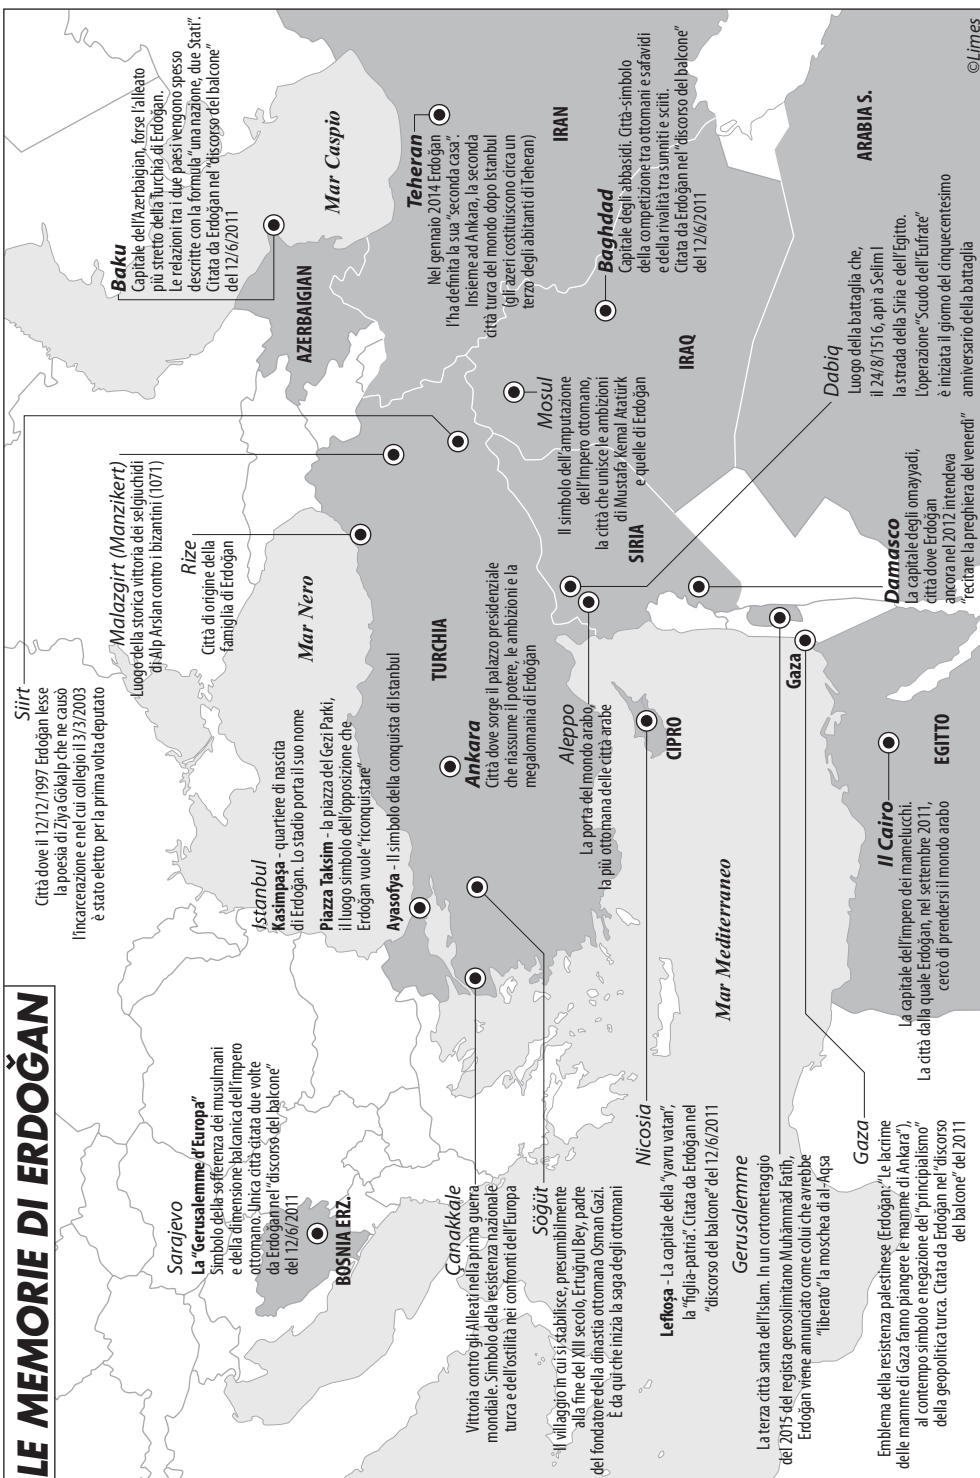 LE MEMORIE DI ERDOĞAN
Sarajevo
La "Gerusalemme d'Europa"
Simbolo della sofferenza dei musulmani
e della dimensione balcanica dell'impero
ottomano. Unica città citata due volte
da Erdoğan nel "discorso del balcone"
del 12/6/2011
BOSNIA ERZ.
Çanakkale
Vittoria contro gli Alleati nella prima guerra
mondiale. Simbolo della resistenza nazionale
turca e dell'ostilità nei confronti dell'Europa
Söğüt
Il villaggio in cui si stabilisce, presumibilmente
alla fine del XIII secolo, Ertuğrul Bey, padre
del fondatore della dinastia ottomana Osman Gazi.
È da qui che inizia la saga degli ottomani
Nicosia
Lefkoşa - La capitale della "yavru vatan",
la "figlia-patria". Citata da Erdoğan nel
"discorso del balcone" del 12/6/2011
Gerusalemme
La terza città santa dell'Islam. In un cortometraggio
del 2015 del regista gerosolimitano Muḥammad Fatiḥ,
Erdoğan viene annunciato come colui che avrebbe
"liberato" la moschea di al-Aqṣa
Gaza
Emblema della resistenza palestinese (Erdoğan: "Le lacrime
delle mamme di Gaza fanno piangere le mamme di Ankara"),
al contempo simbolo e negazione del "principialismo"
della geopolitica turca. Citata da Erdoğan nel "discorso
del balcone" del 2011
Siirt
Città dove il 12/12/1997 Erdoğan lesse
la poesia di Ziya Gökalp che ne causò
l'incarcerazione e nel cui collegio il 3/3/2003
è stato eletto per la prima volta deputato
Malazgirt (Manzikert)
Luogo della storica vittoria dei selgiuchidi
di Alp Arslan contro i bizantini (1071)
Rize
Città di origine della
famiglia di Erdoğan
Istanbul
Kasimpaşa - quartiere di nascita
di Erdoğan. Lo stadio porta il suo nome
Piazza Taksim - la piazza del Gezi Parki,
il luogo simbolo dell'opposizione che
Erdoğan vuole "riconquistare"
Ayasofya - Il simbolo della conquista di Istanbul
Mar Nero
TURCHIA
Ankara
Città dove sorge il palazzo presidenziale
che riassume il potere, le ambizioni e la
megalomania di Erdoğan
Aleppo
La porta del mondo arabo,
la più ottomana delle città arabe
CIPRO
Mar Mediterraneo
Gaza
Il Cairo
La capitale dell'impero dei mamelucchi.
La città dalla quale Erdoğan, nel settembre 2011,
cercò di prendersi il mondo arabo
EGITTO
Baku
Capitale dell'Azerbaigian, forse l'alleato
più stretto della Turchia di Erdoğan.
Le relazioni tra i due paesi vengono spesso
descritte con la formula "una nazione, due Stati".
Citata da Erdoğan nel "discorso del balcone"
del 12/6/2011
Mar Caspio
AZERBAIGIAN
Teheran
Nel gennaio 2014 Erdoğan
l'ha definita la sua "seconda casa".
Insieme ad Ankara, la seconda
città turca del mondo dopo Istanbul
(gli azeri costituiscono circa un
terzo degli abitanti di Teheran)
IRAN
Mosul
Il simbolo dell'amputazione
dell'Impero ottomano,
la città che unisce le ambizioni
di Mustafa Kemal Atatürk
e quelle di Erdoğan
Baghdad
Capitale degli abbasidi. Città-simbolo
della competizione tra ottomani e safavidi
e della rivalità tra sunniti e sciiti.
Citata da Erdoğan nel "discorso del balcone"
del 12/6/2011
IRAQ
SIRIA
Dabiq
Luogo della battaglia che,
il 24/8/1516, aprì a Selim I
la strada della Siria e dell'Egitto.
L'operazione "Scudo dell'Eufrate"
è iniziata il giorno del cinquecentesimo
anniversario della battaglia
Damasco
La capitale degli omayyadi,
città dove Erdoğan
ancora nel 2012 intendeva
"recitare la preghiera del venerdì"
ARABIA S.
©Limes